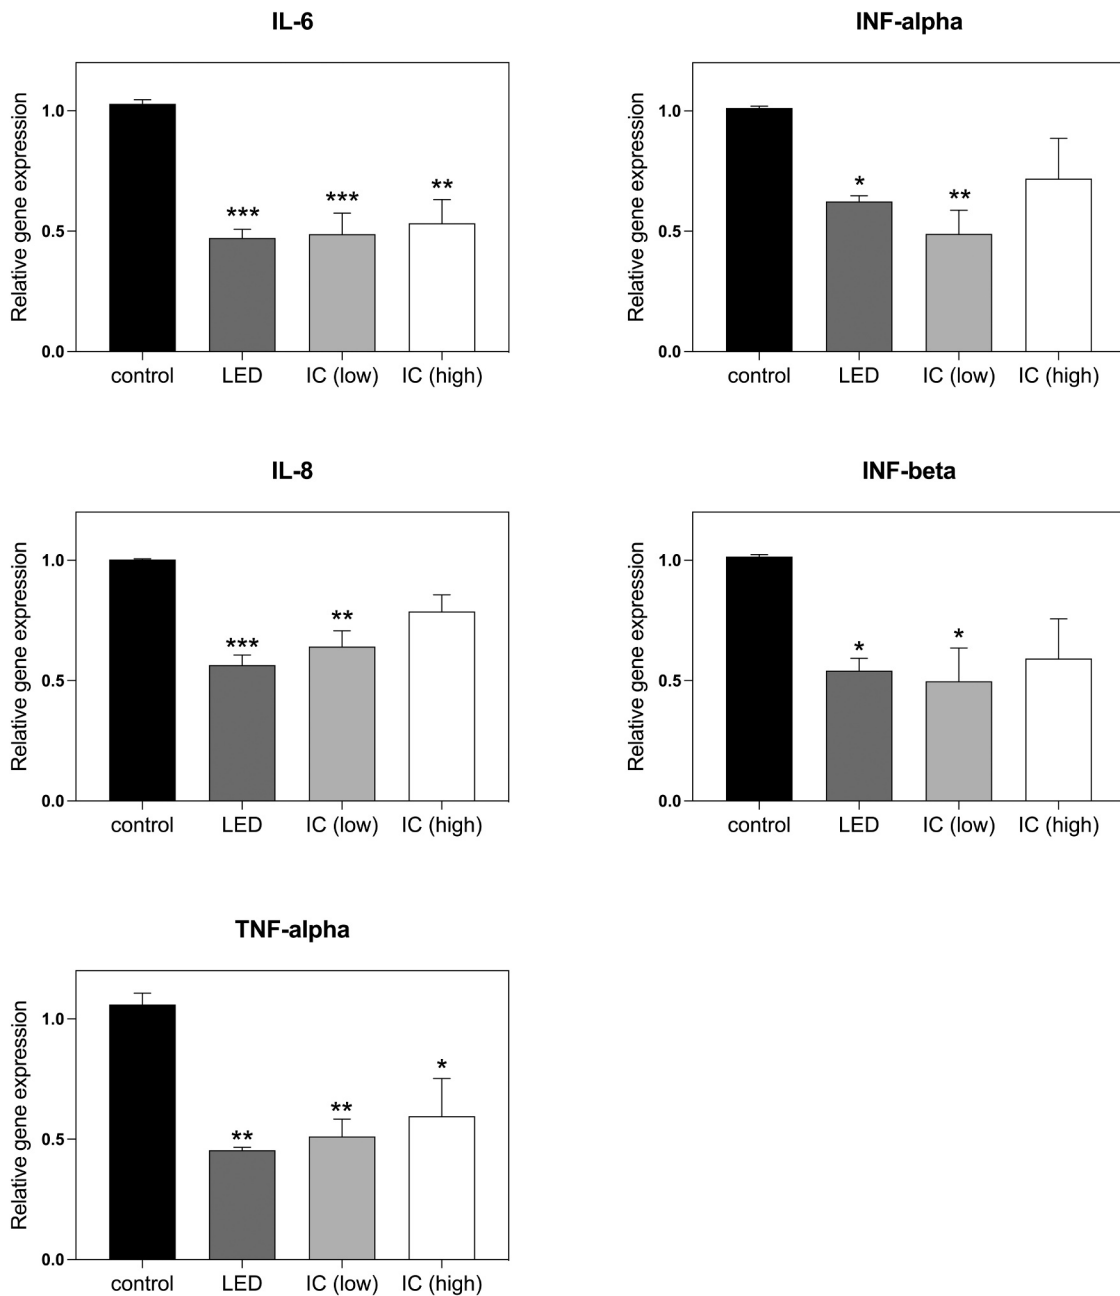 IL-6
Relative gene expression
1.0
0.5
0.0
***
***
**
control LED IC (low) IC (high)
INF-alpha
Relative gene expression
1.0
0.5
0.0
*
**
control LED IC (low) IC (high)
IL-8
Relative gene expression
1.0
0.5
0.0
***
**
control LED IC (low) IC (high)
INF-beta
Relative gene expression
1.0
0.5
0.0
*
*
control LED IC (low) IC (high)
TNF-alpha
Relative gene expression
1.0
0.5
0.0
**
**
*
control LED IC (low) IC (high)